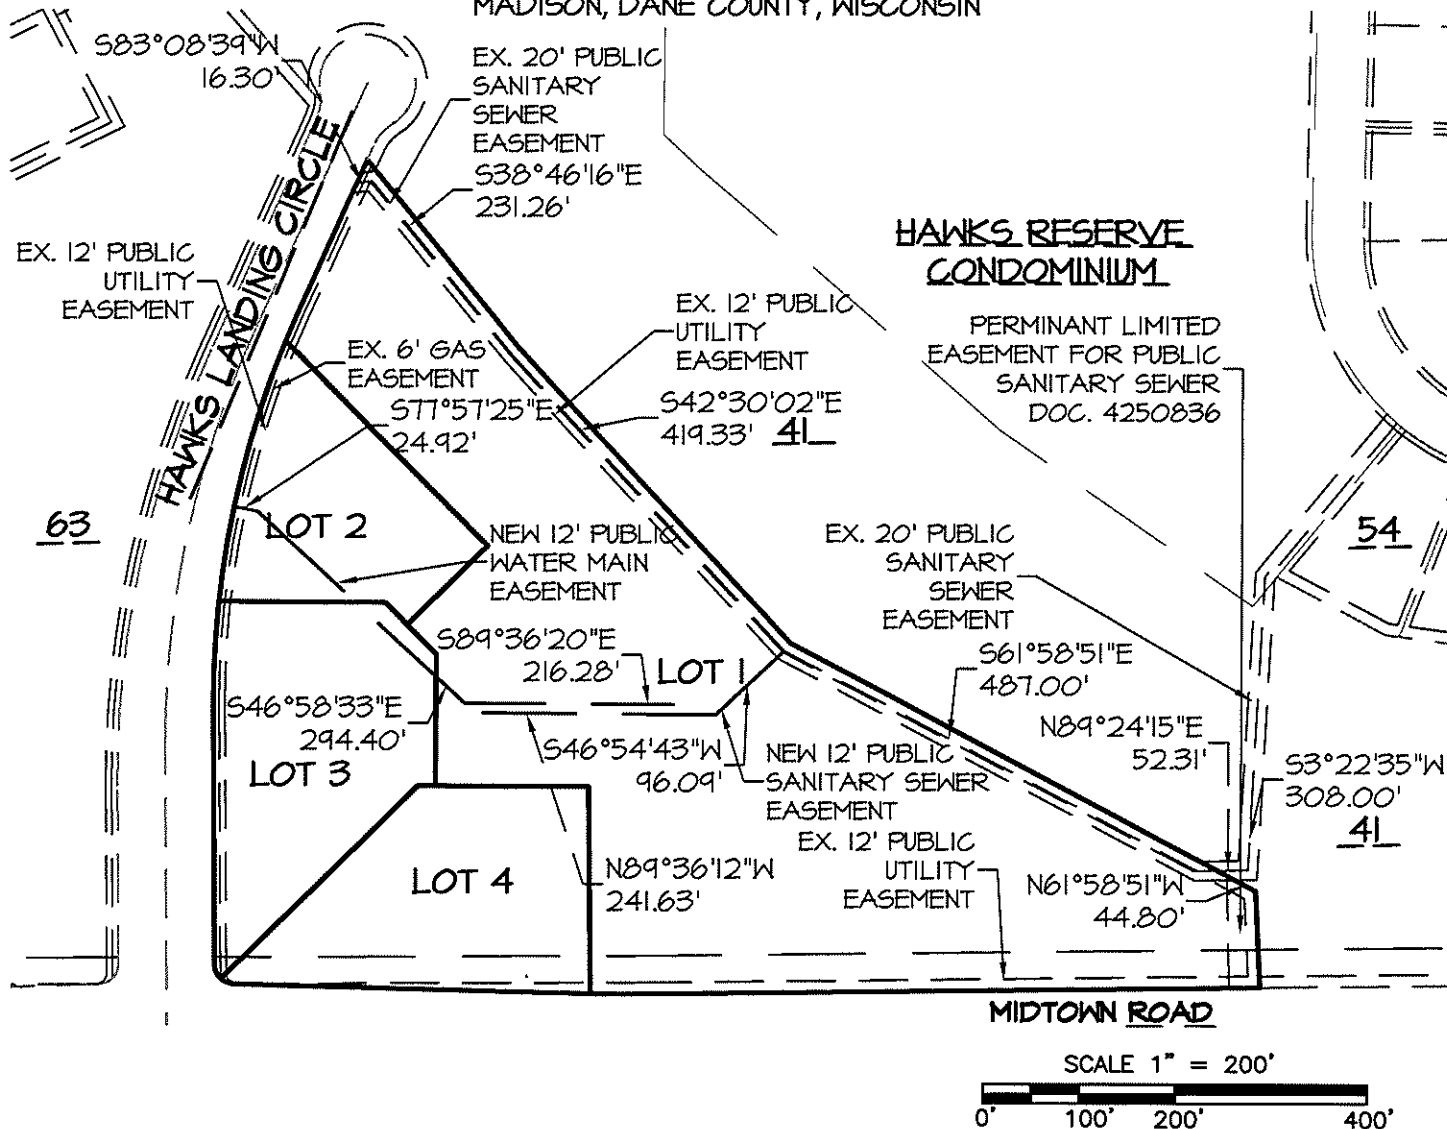 MADISON, DANE COUNTY, WISCONSIN
S83°08'39"W
16.30'
EX. 20' PUBLIC
SANITARY
SEWER
EASEMENT
S38°46'16"E
231.26'
HAWKS LANDING CIRCLE
EX. 12' PUBLIC
UTILITY
EASEMENT
HAWKS RESERVE
CONDOMINIUM
EX. 12' PUBLIC
UTILITY
EASEMENT
S42°30'02"E
419.33'
41
PERMINANT LIMITED
EASEMENT FOR PUBLIC
SANITARY SEWER
DOC. 4250836
EX. 6' GAS
EASEMENT
S77°57'25"E
24.92'
63
LOT 2
NEW 12' PUBLIC
WATER MAIN
EASEMENT
EX. 20' PUBLIC
SANITARY
SEWER
EASEMENT
54
S89°36'20"E
216.28'
LOT 1
S61°58'51"E
487.00'
S46°58'33"E
294.40'
LOT 3
S46°54'43"W
96.09'
NEW 12' PUBLIC
SANITARY SEWER
EASEMENT
N89°24'15"E
52.31'
S3°22'35"W
308.00'
41
EX. 12' PUBLIC
UTILITY
EASEMENT
LOT 4
N89°36'12"W
241.63'
N61°58'51"W
44.80'
MIDTOWN ROAD
SCALE 1" = 200'
0' 100' 200' 400'